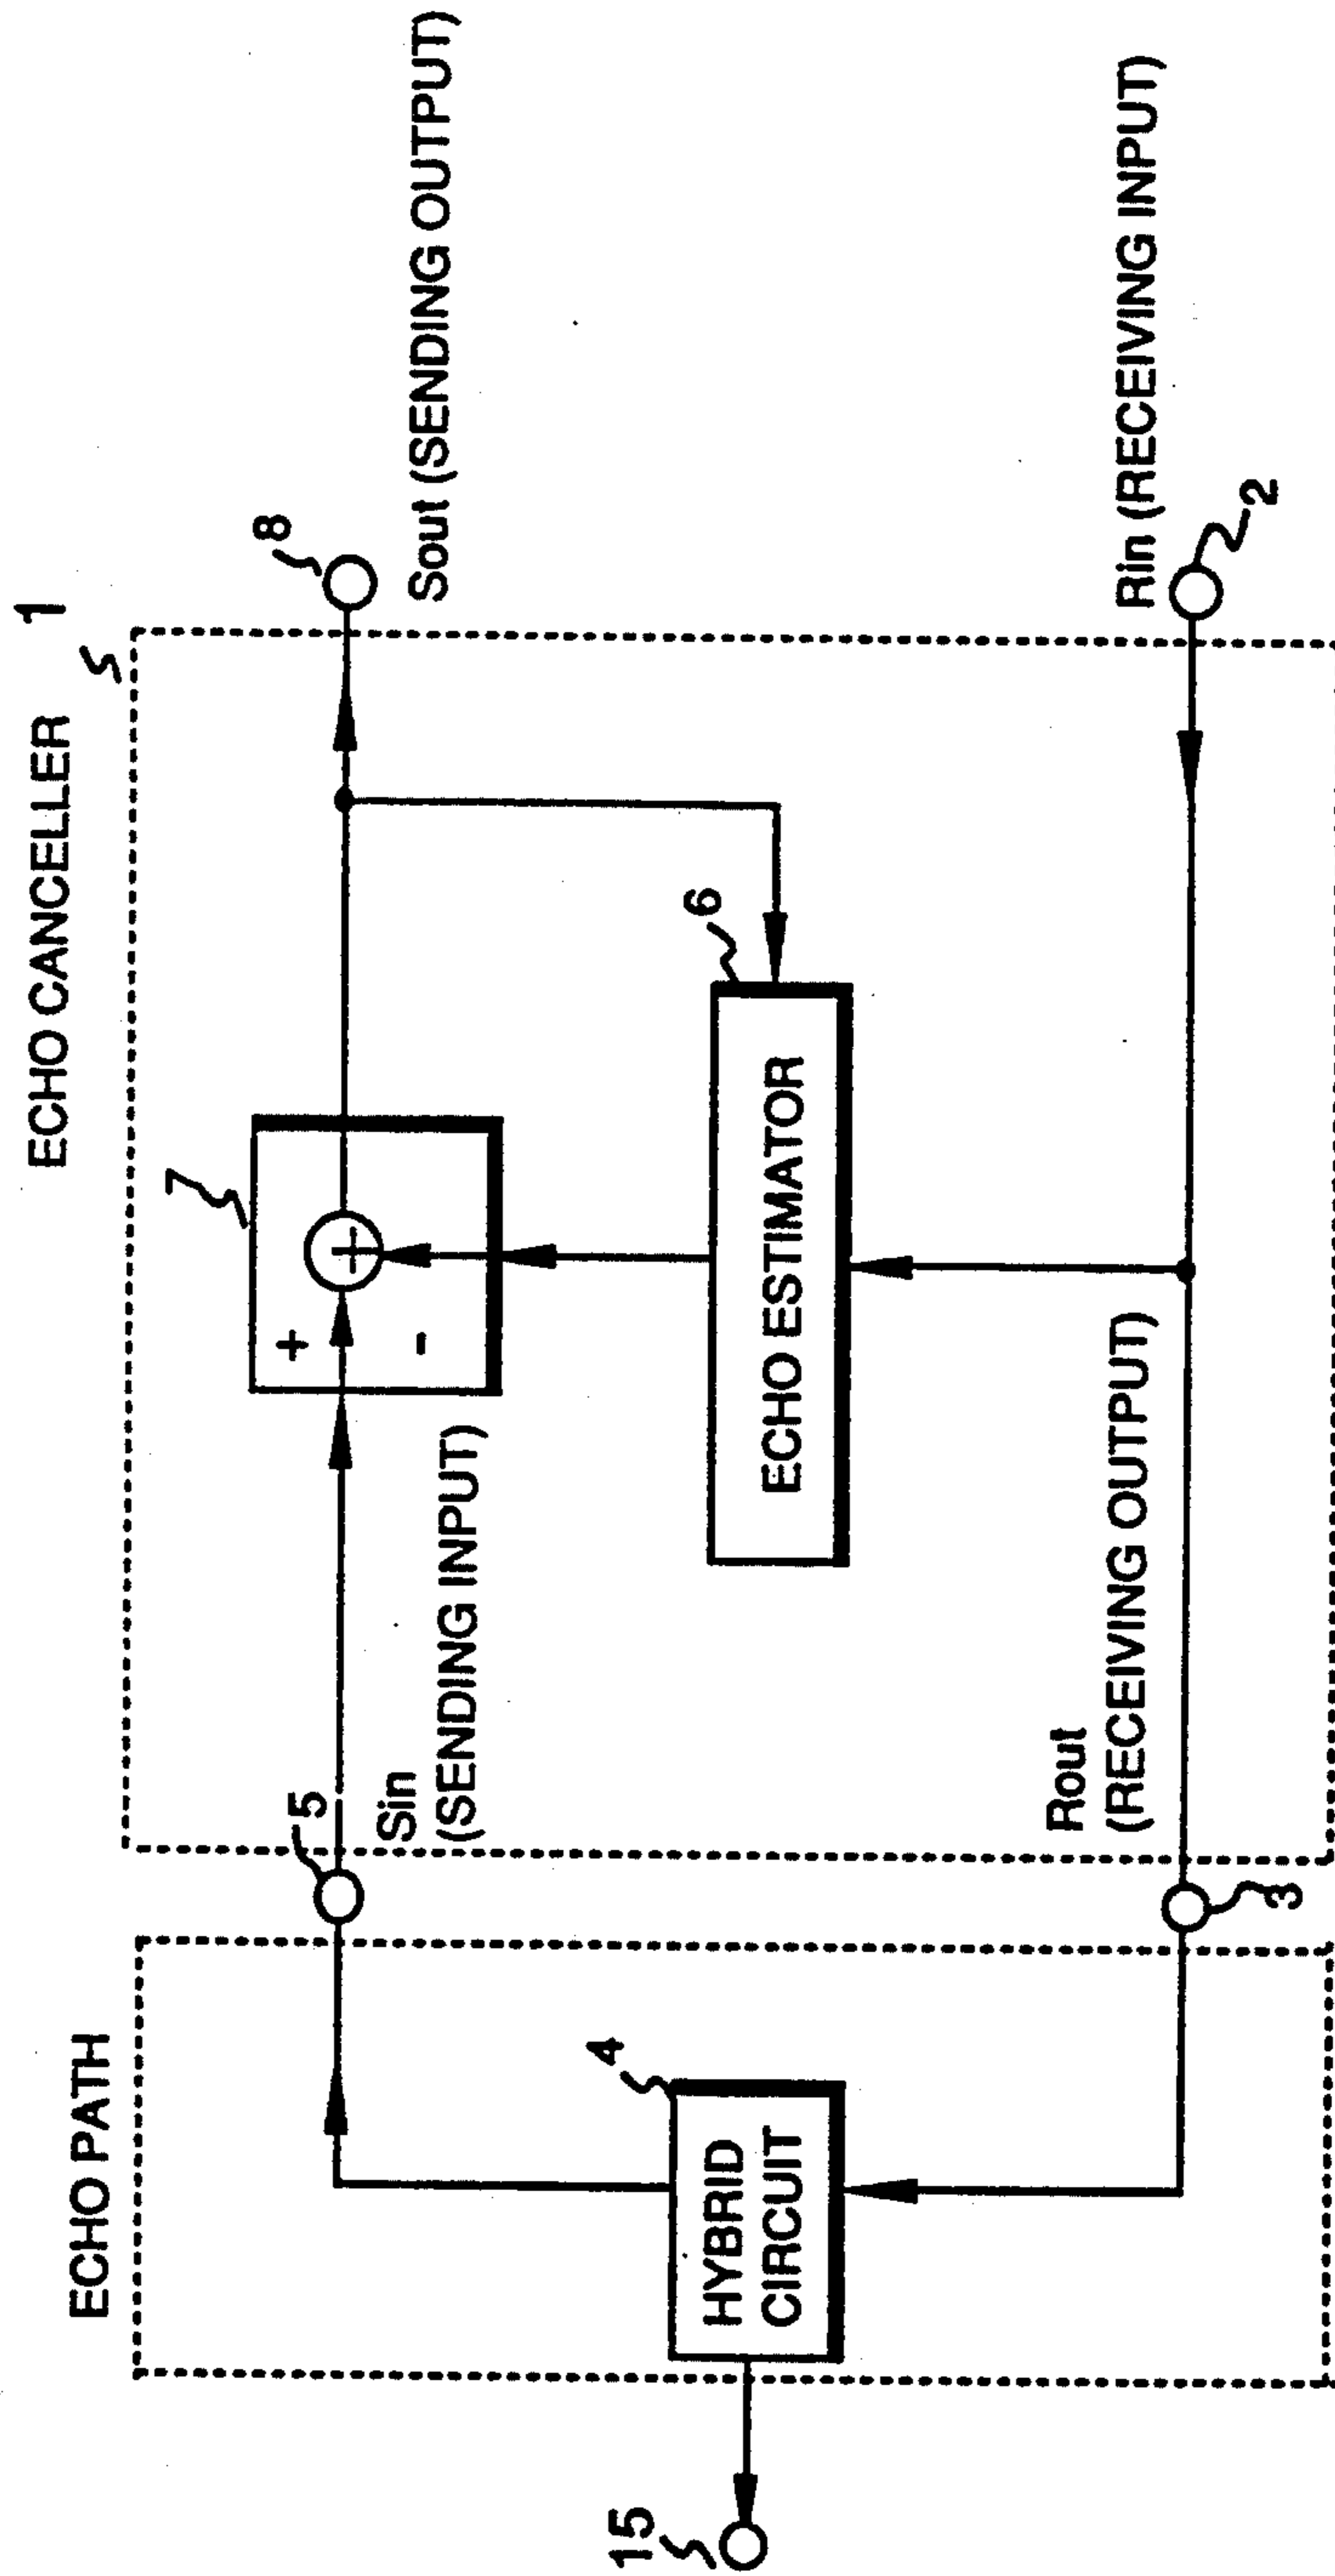 ECHO CANCELLER 1
ECHO PATH
8
Sout (SENDING OUTPUT)
7
+
-
5
Sin
(SENDING INPUT)
6
ECHO ESTIMATOR
4
HYBRID
CIRCUIT
15
Rout
(RECEIVING OUTPUT)
Rin (RECEIVING INPUT)
3
2